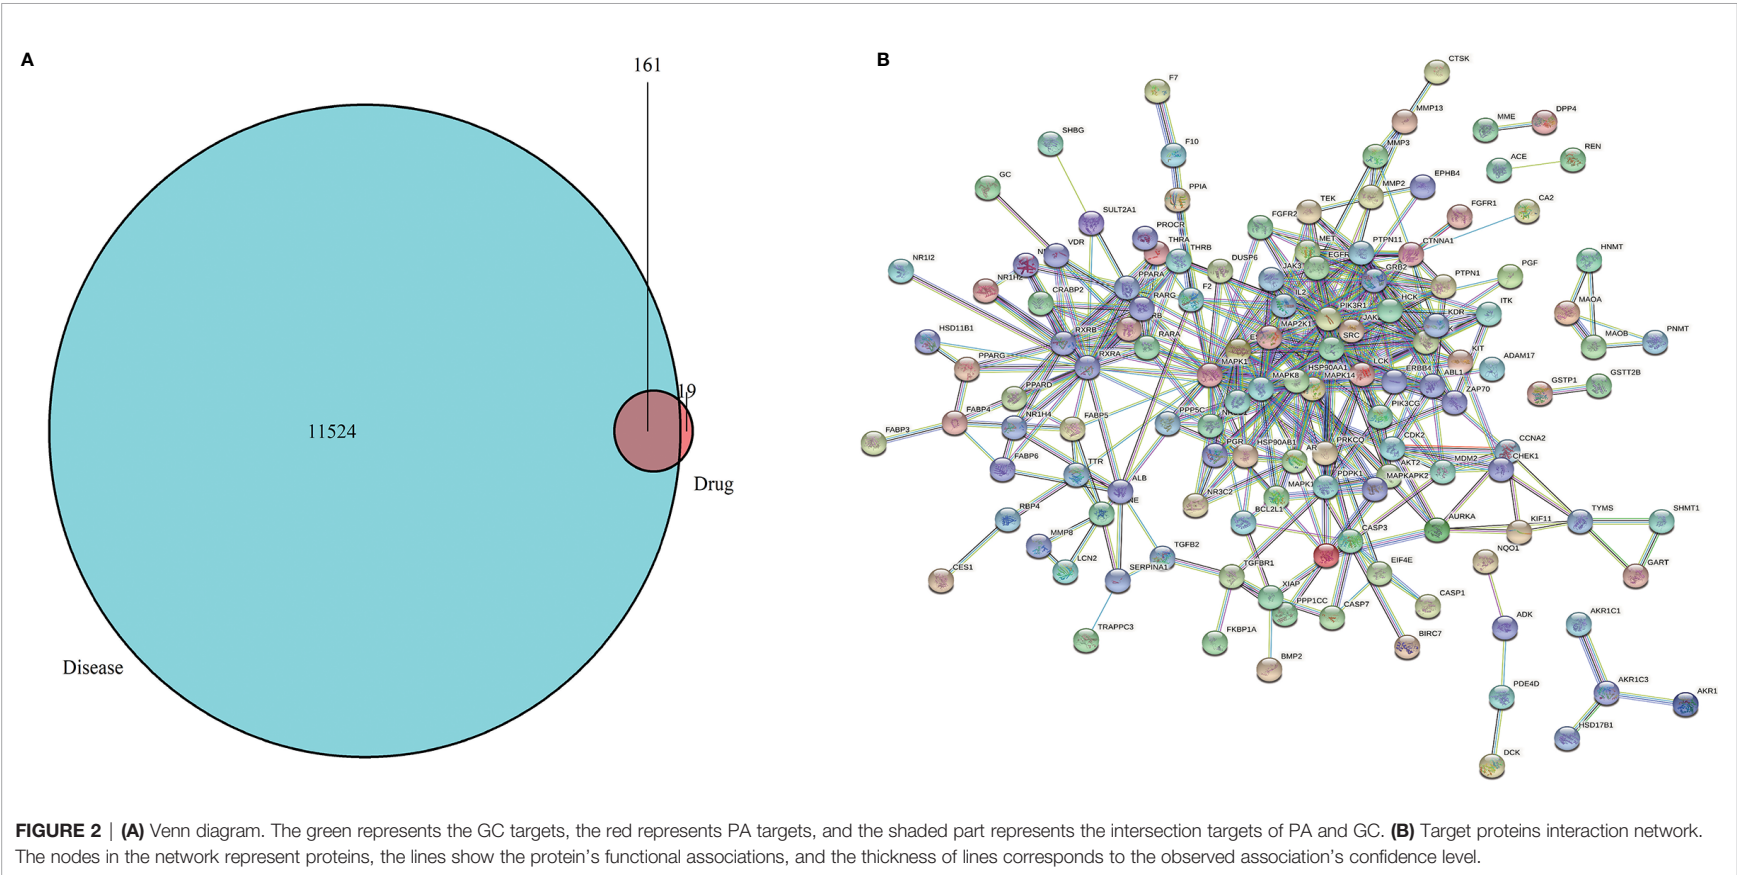 A
161
B
CTSK
F7
MMP13
DPP4
MME
SHBG
F10
MMP3
ACE
REN
GC
PPIA
MMP2
EPHB4
TEK
CA2
SULT2A1
FGFR2
FGFR1
PROCR
THRA
THRB
VDR
MET
PTPN11
CTNNA1
EGFR
HNMT
NR1I2
NR1H2
PPARA
DUSP6
JAK3
GRB2
PTPN1
PGF
CRABP2
RARG
F2
IL2
HCK
PIK3R1
ITK
MAOA
KDR
JAK
HSD11B1
RXRB
RB
RARA
MAP2K1
SRC
MAOB
PNMT
PPARG
RXRA
MAPK1
HSP90AA1
LCK
KIT
ADAM17
MAPK8
MAPK14
ERBB4
ABL1
GSTP1
GSTT2B
PPARD
ZAP70
19
FABP4
NR1H4
FABP5
PPP5C
PIK3CG
11524
FABP3
PGR
HSP90AB1
AR
PRKCQ
CDK2
CCNA2
FABP6
TTR
AKT2
MDM2
CHEK1
Drug
ALB
PDPK1
MAPKAPK2
NR3C2
MAPK1
RBP4
BCL2L1
AURKA
KIF11
TYMS
SHMT1
MMP8
CASP3
LCN2
TGFB2
NQO1
CES1
SERPINA1
TGFBR1
EIF4E
GART
XIAP
CASP1
PPP1CC
CASP7
ADK
AKR1C1
TRAPPC3
FKBP1A
BIRC7
Disease
BMP2
AKR1C3
PDE4D
AKR1
HSD17B1
DCK
FIGURE 2 | (A) Venn diagram. The green represents the GC targets, the red represents PA targets, and the shaded part represents the intersection targets of PA and GC. (B) Target proteins interaction network.
The nodes in the network represent proteins, the lines show the protein's functional associations, and the thickness of lines corresponds to the observed association's confidence level.